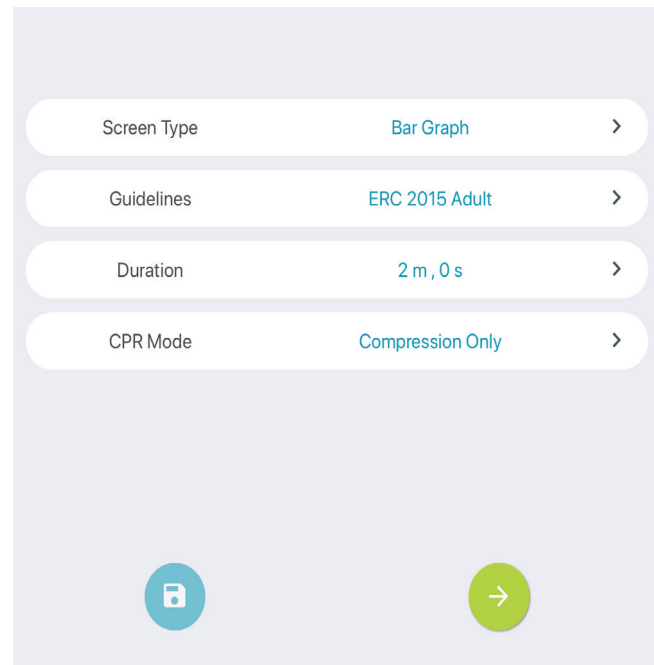 Screen Type Bar Graph
Guidelines ERC 2015 Adult
Duration 2 m , 0 s
CPR Mode Compression Only